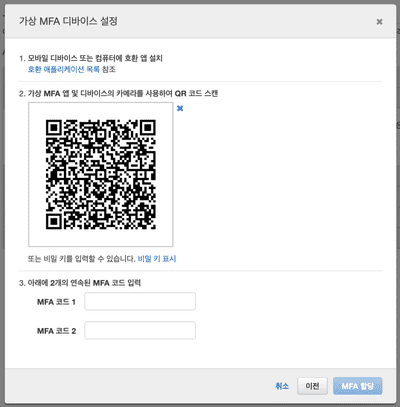 가상 MFA 디바이스 설정
1. 모바일 디바이스 또는 컴퓨터에 호환 앱 설치
호환 애플리케이션 목록 참조
2. 가상 MFA 앱 및 디바이스의 카메라를 사용하여 QR 코드 스캔
또는 비밀 키를 입력할 수 있습니다. 비밀 키 표시
3. 아래에 2개의 연속된 MFA 코드 입력
MFA 코드 1
MFA 코드 2
취소 이전 MFA 할당